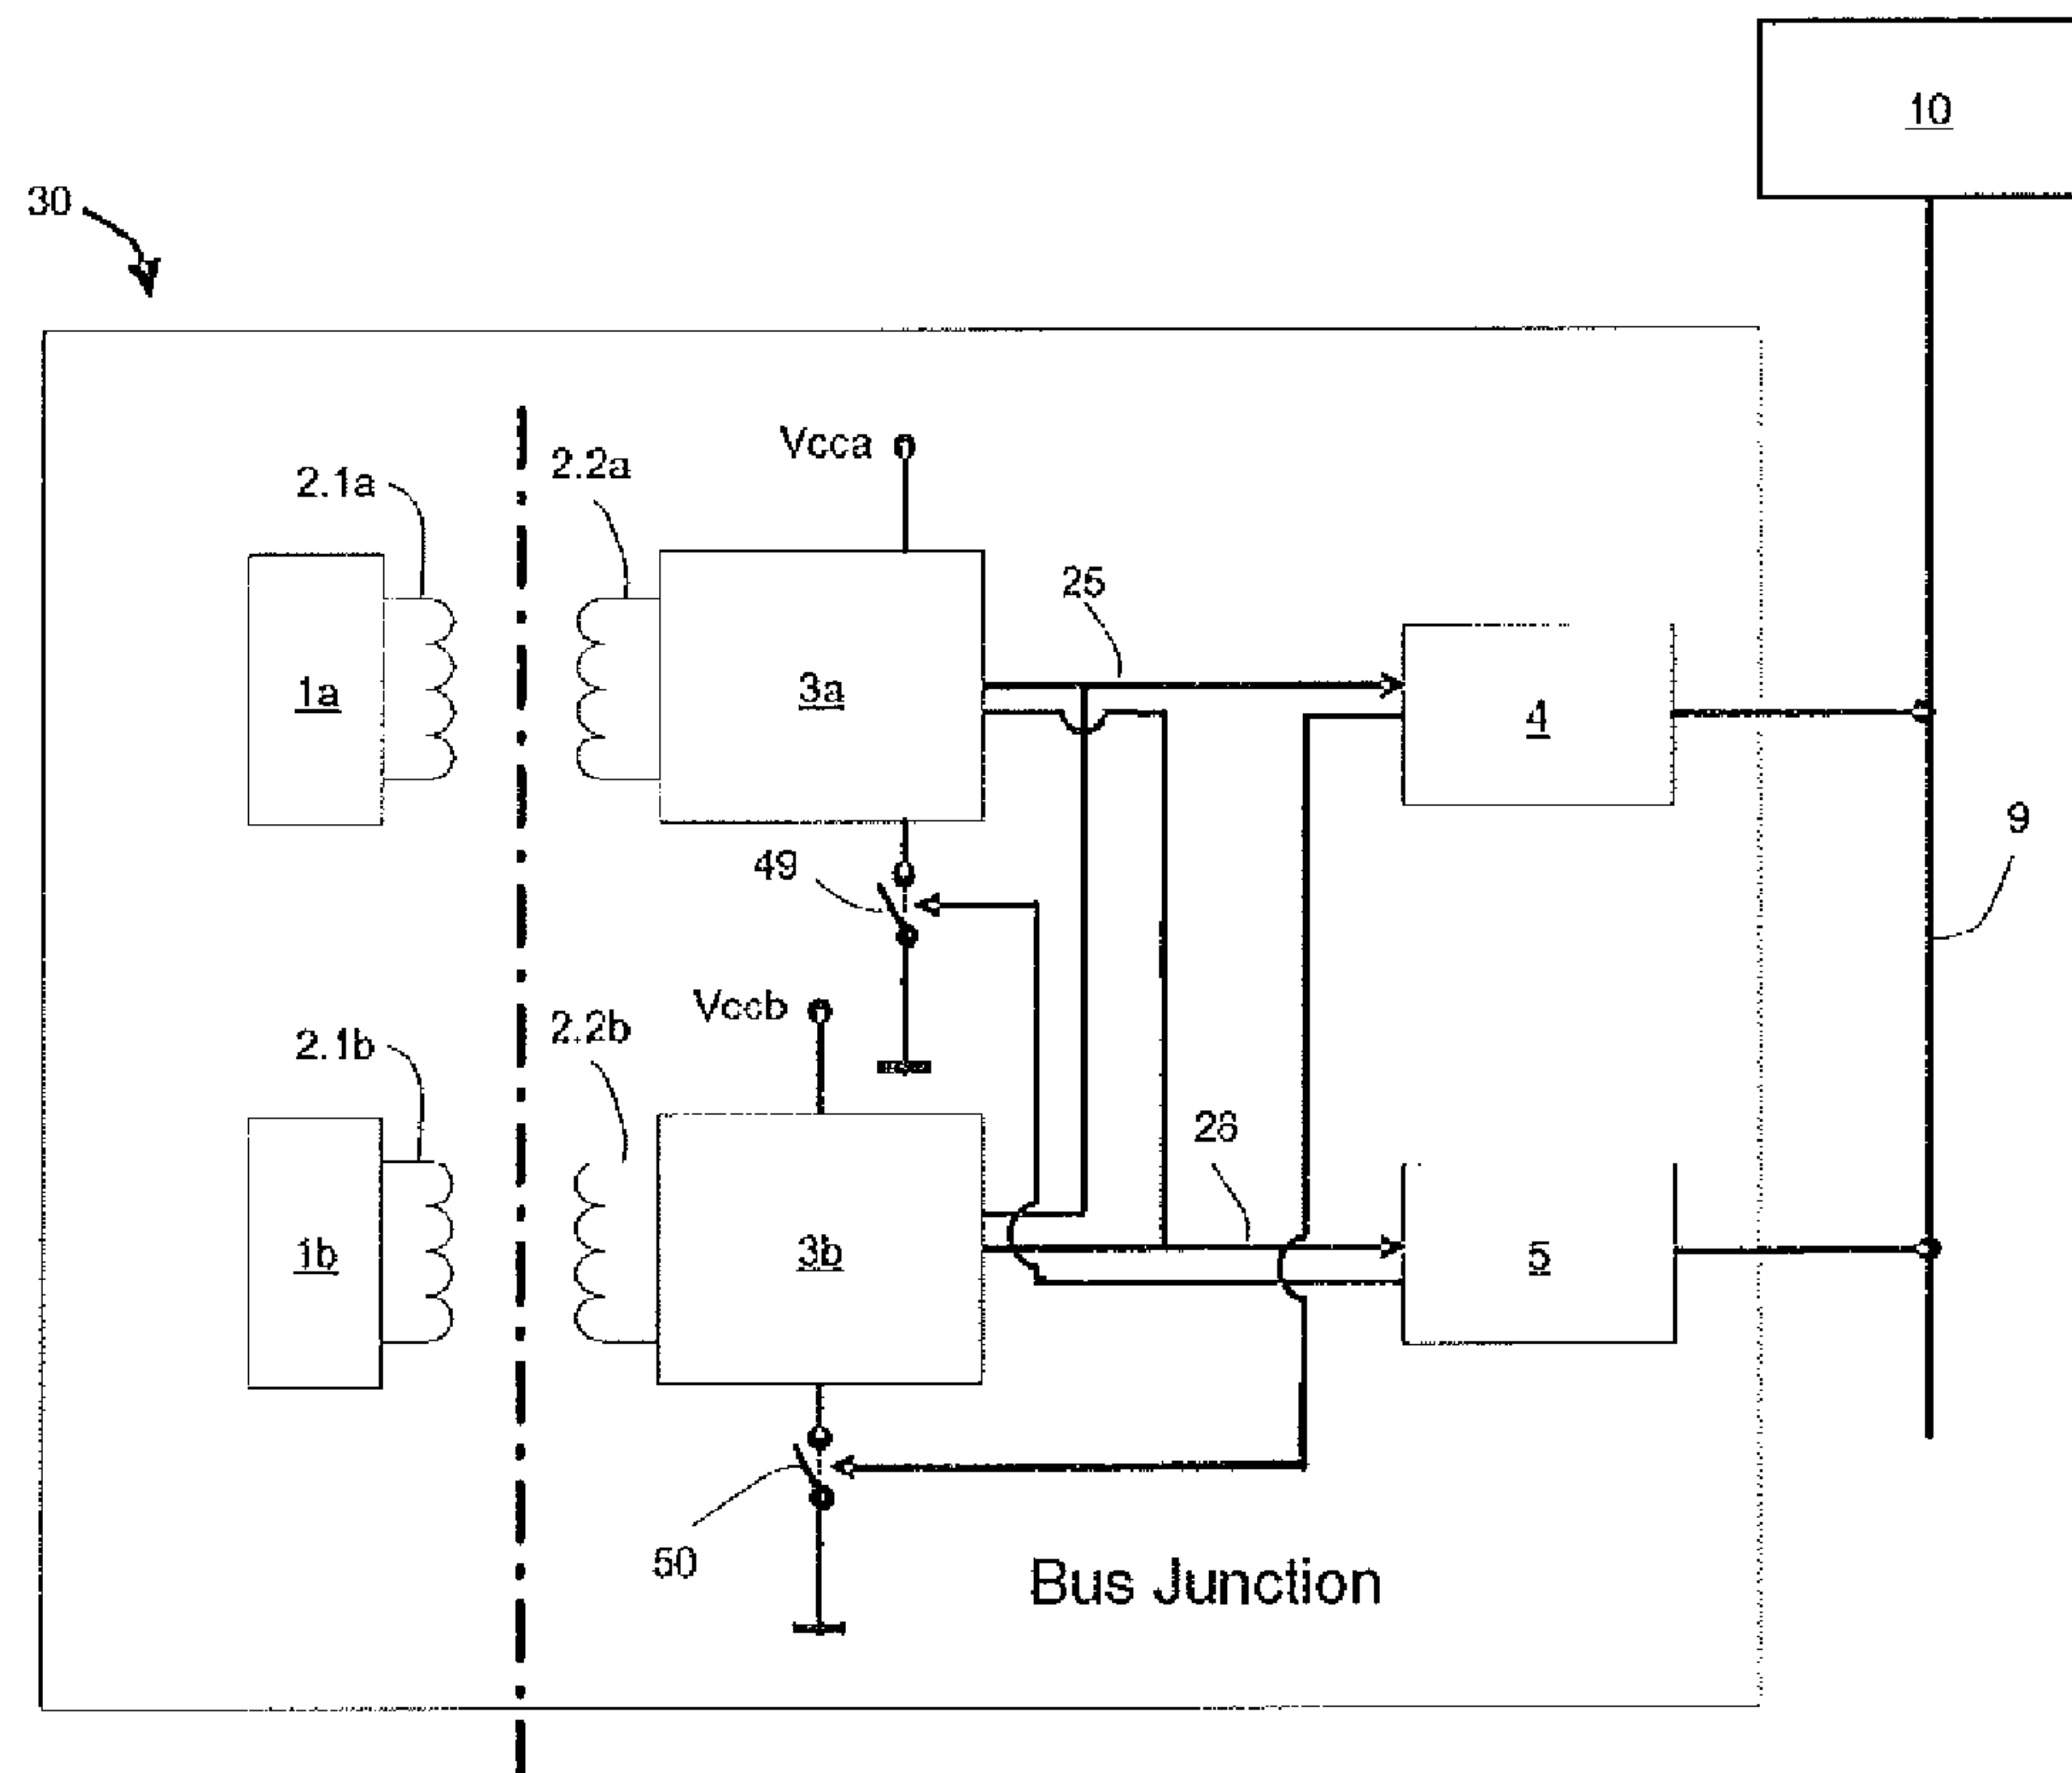 10
30
Vcca
2.2a
2.1a
25
1a
3a
4
9
49
Vccb
2.2b
2.1b
26
1b
3b
5
50
Bus Junction